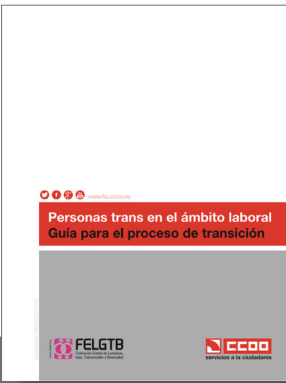 www.fsc.ccoo.es
Personas trans en el ámbito laboral
Guía para el proceso de transición
FELGTB
Federación Estatal de Lesbianas,
Gais, Transexuales y Bisexuales
CCOO
servicios a la ciudadanía